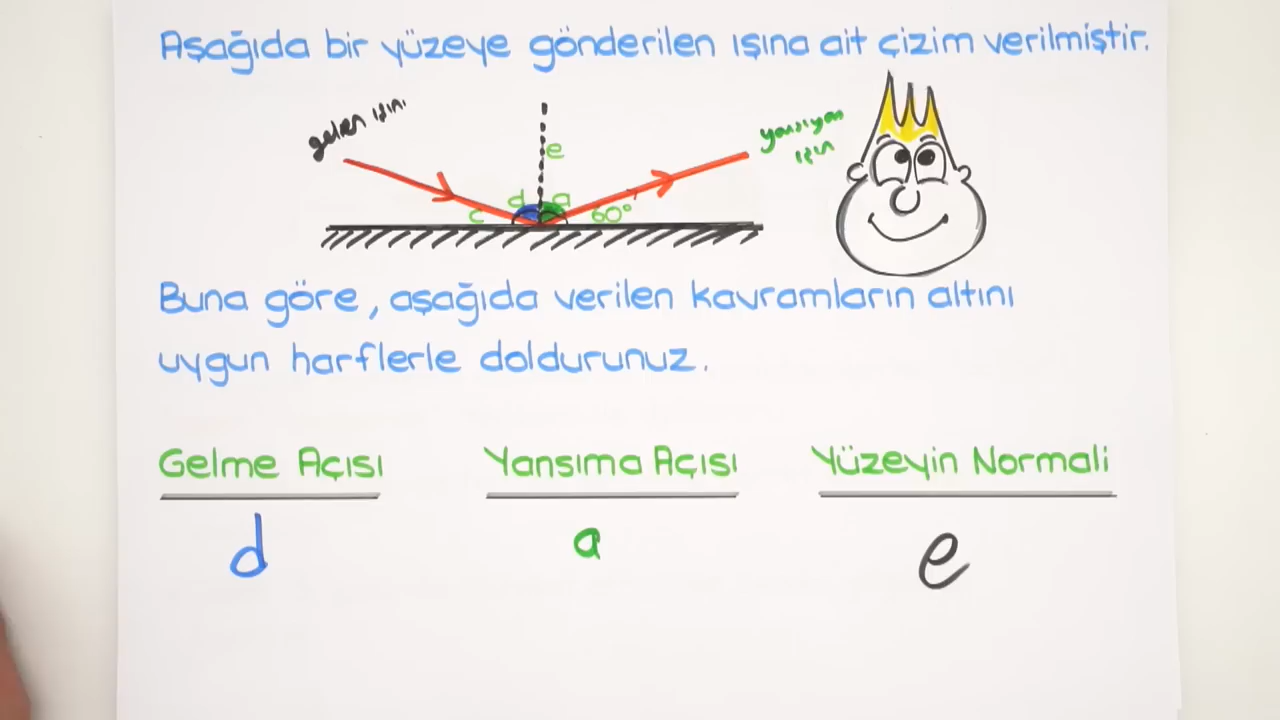 Aşağıda bir yüzeye gönderilen ışına ait çizim verilmiştir.
gelen ışını
yansıyan
ışın
e
d
a
c
60°
Buna göre, aşağıda verilen kavramların altını
uygun harflerle doldurunuz.
Gelme Açısı
Yansıma Açısı
Yüzeyin Normali
d
a
e